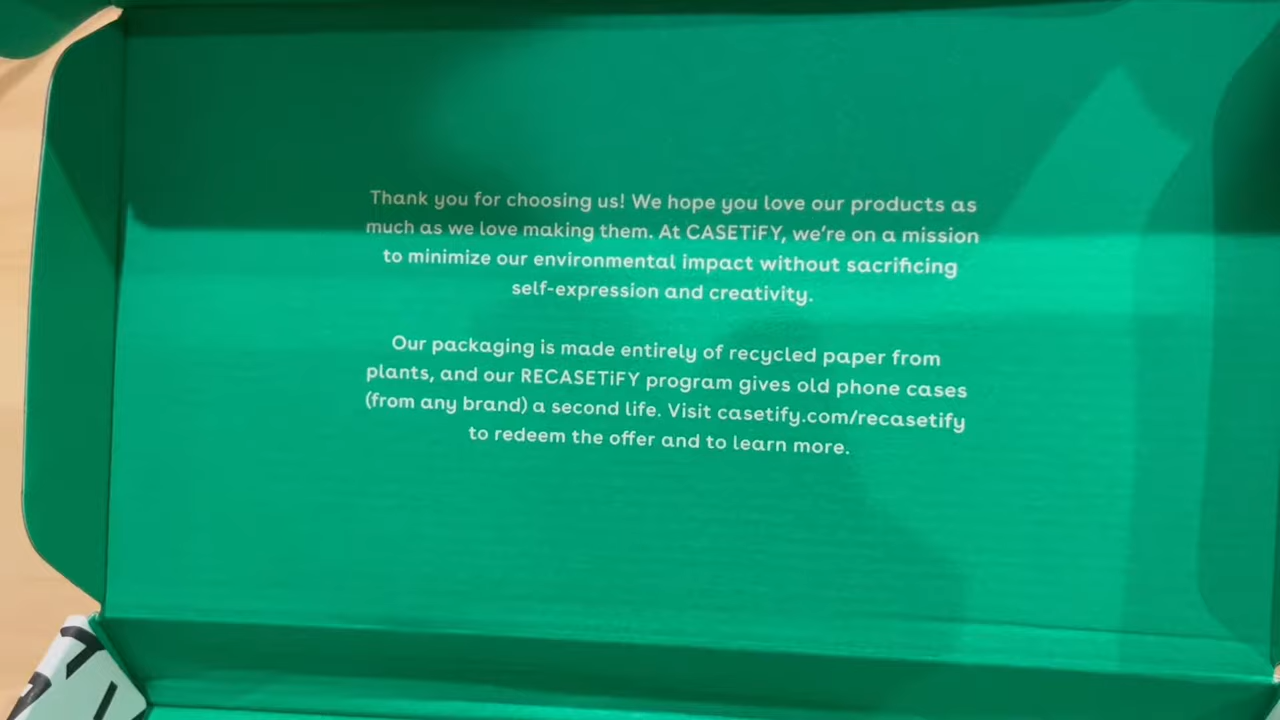 Thank you for choosing us! We hope you love our products as
much as we love making them. At CASETiFY, we're on a mission
to minimize our environmental impact without sacrificing
self-expression and creativity.
Our packaging is made entirely of recycled paper from
plants, and our RECASETiFY program gives old phone cases
(from any brand) a second life. Visit casetify.com/recasetify
to redeem the offer and to learn more.